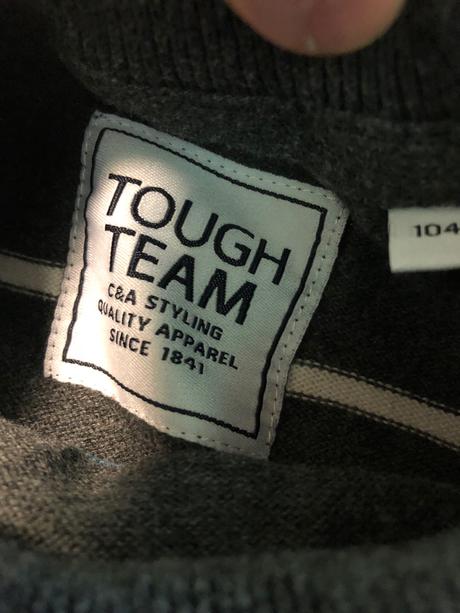 TOUGH
TEAM
C&A STYLING
QUALITY APPAREL
SINCE 1841
104